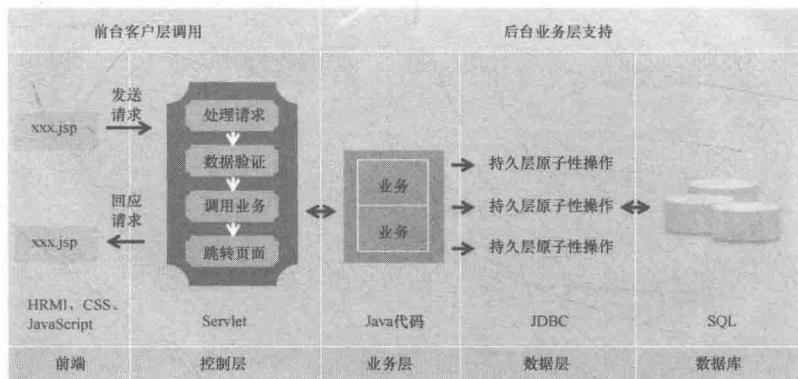 前台客户层调用
后台业务层支持
xxx.jsp
发送
请求
处理请求
数据验证
调用业务
跳转页面
回应
请求
xxx.jsp
业务
业务
持久层原子性操作
持久层原子性操作
持久层原子性操作
HRMl、CSS、
JavaScript
Servlet
Java代码
JDBC
SQL
前端
控制层
业务层
数据层
数据库